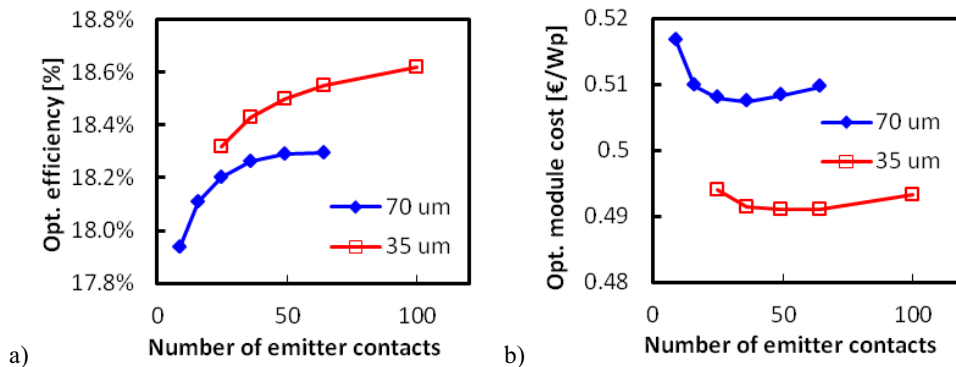 a)
Opt. efficiency [%]
18.8%
18.6%
18.4%
18.2%
18.0%
17.8%
70 um
35 um
0 50 100
Number of emitter contacts
b)
Opt. module cost [€/Wp]
0.52
0.51
0.5
0.49
0.48
70 um
35 um
0 50 100
Number of emitter contacts